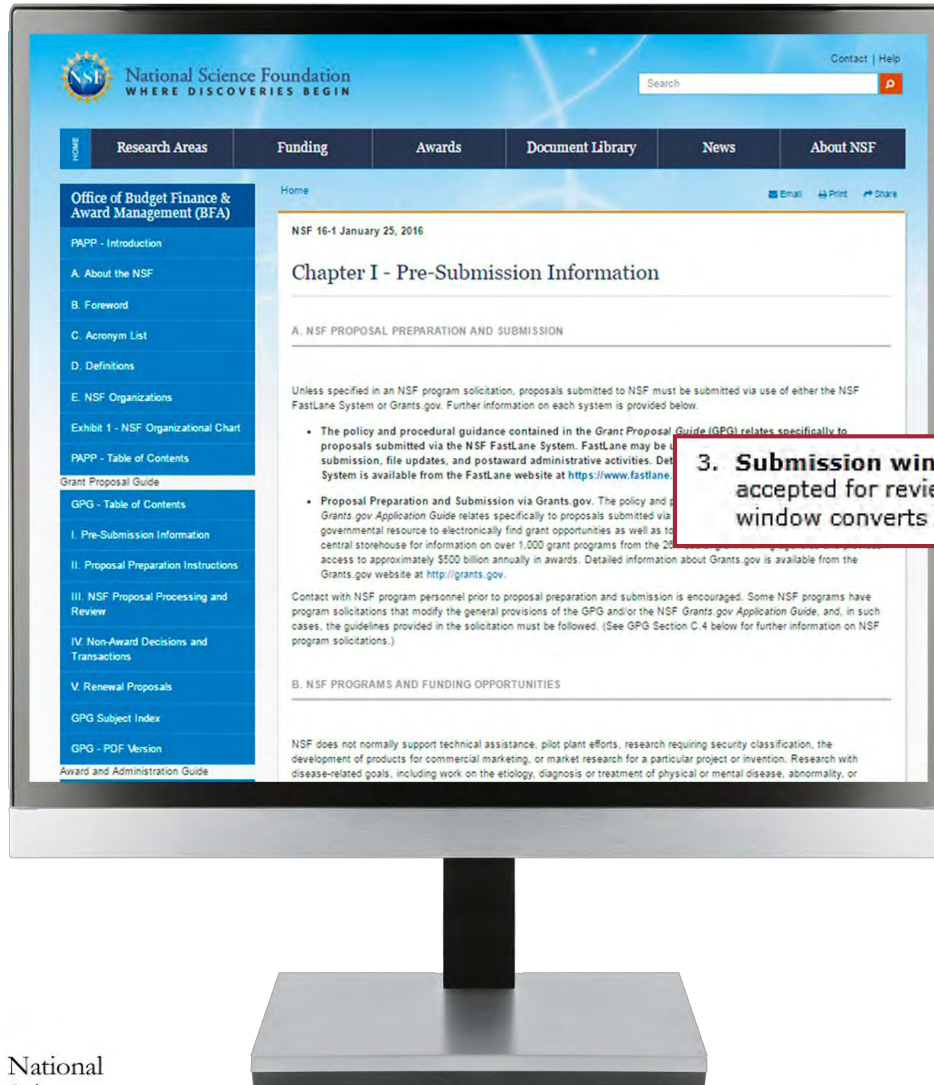 Contact | Help
NSF
National Science Foundation
WHERE DISCOVERIES BEGIN
Search
HOME
Research Areas
Funding
Awards
Document Library
News
About NSF
Office of Budget Finance &
Award Management (BFA)
PAPP - Introduction
A. About the NSF
B. Foreword
C. Acronym List
D. Definitions
E. NSF Organizations
Exhibit 1 - NSF Organizational Chart
PAPP - Table of Contents
Grant Proposal Guide
GPG - Table of Contents
I. Pre-Submission Information
II. Proposal Preparation Instructions
III. NSF Proposal Processing and
Review
IV. Non-Award Decisions and
Transactions
V. Renewal Proposals
GPG Subject Index
GPG - PDF Version
Award and Administration Guide
Home
Email Print Share
NSF 16-1 January 25, 2016
Chapter I - Pre-Submission Information
A. NSF PROPOSAL PREPARATION AND SUBMISSION
Unless specified in an NSF program solicitation, proposals submitted to NSF must be submitted via use of either the NSF
FastLane System or Grants.gov. Further information on each system is provided below.
• The policy and procedural guidance contained in the Grant Proposal Guide (GPG) relates specifically to
proposals submitted via the NSF FastLane System. FastLane may be
submission, file updates, and postaward administrative activities.
System is available from the FastLane website at https://www.fastlane.
• Proposal Preparation and Submission via Grants.gov. The policy and
Grants.gov Application Guide relates specifically to proposals submitted via
governmental resource to electronically find grant opportunities as well as to
central storehouse for information on over 1,000 grant programs from the
access to approximately $500 billion annually in awards. Detailed information about Grants.gov is available from the
Grants.gov website at http://grants.gov.
Contact with NSF program personnel prior to proposal preparation and submission is encouraged. Some NSF programs have
program solicitations that modify the general provisions of the GPG and/or the NSF Grants.gov Application Guide, and, in such
cases, the guidelines provided in the solicitation must be followed. (See GPG Section C.4 below for further information on NSF
program solicitations.)
B. NSF PROGRAMS AND FUNDING OPPORTUNITIES
NSF does not normally support technical assistance, pilot plant efforts, research requiring security classification, the
development of products for commercial marketing, or market research for a particular project or invention. Research with
disease-related goals, including work on the etiology, diagnosis or treatment of physical or mental disease, abnormality, or
3. Submission
accepted for
window converts
National